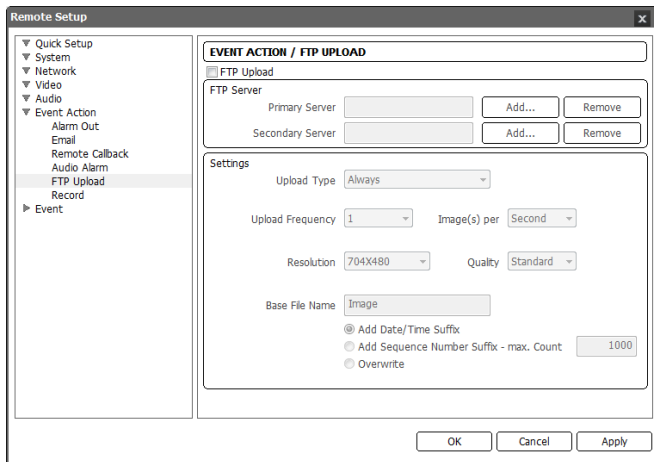 Remote Setup
x
Quick Setup
System
Network
Video
Audio
Event Action
Alarm Out
Email
Remote Callback
Audio Alarm
FTP Upload
Record
Event
EVENT ACTION / FTP UPLOAD
FTP Upload
FTP Server
Primary Server Add... Remove
Secondary Server Add... Remove
Settings
Upload Type Always
Upload Frequency 1 Image(s) per Second
Resolution 704X480 Quality Standard
Base File Name Image
Add Date/Time Suffix
Add Sequence Number Suffix - max. Count 1000
Overwrite
OK Cancel Apply